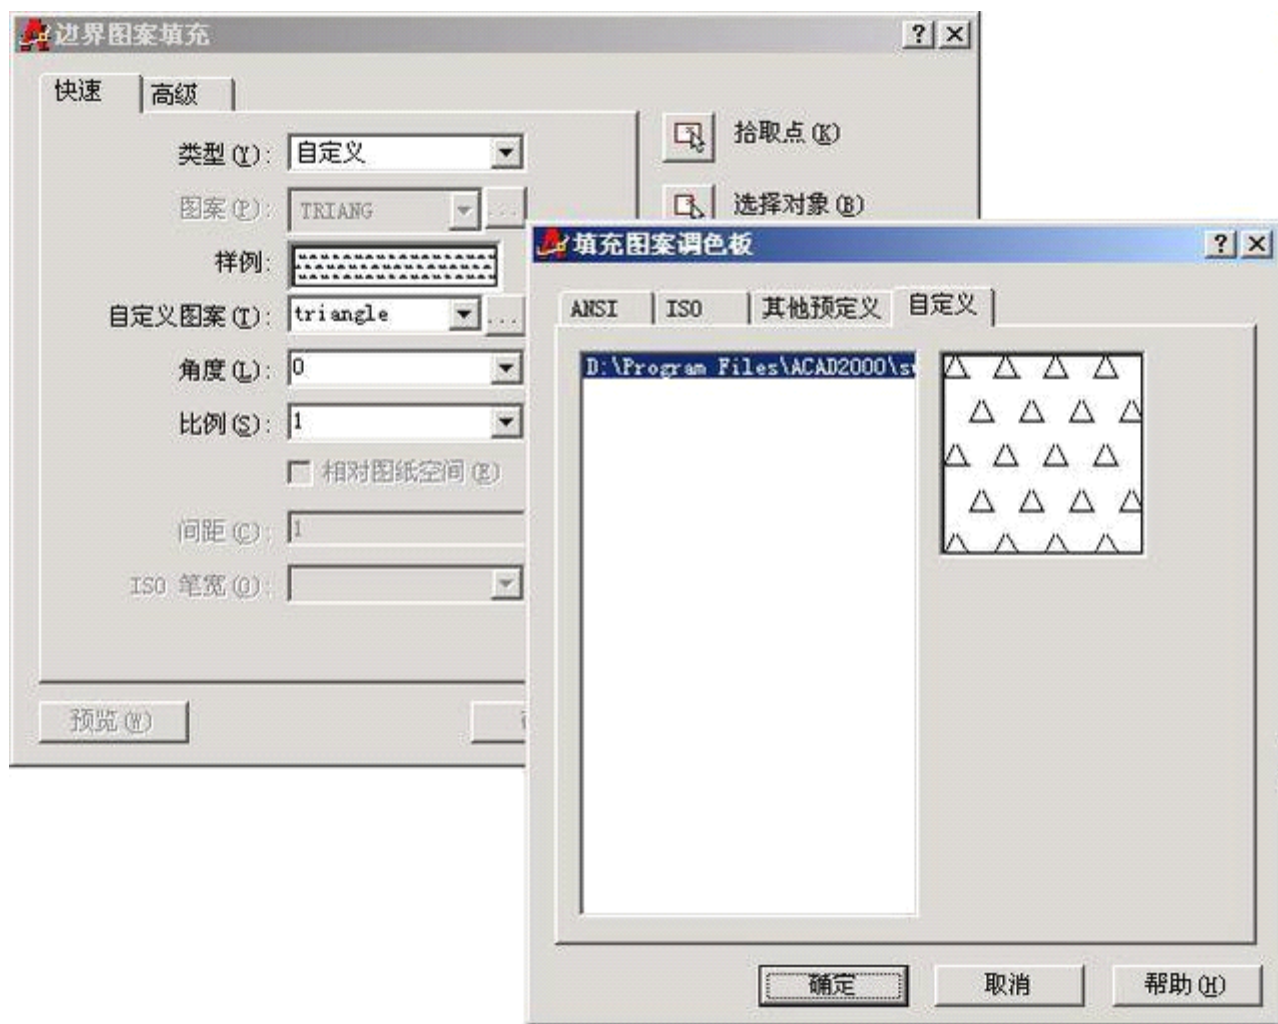 边界图案填充
快速 高级
类型(Y): 自定义
图案(P): TRIANG ...
样例:
自定义图案(T): triangle ...
角度(L): 0
比例(S): 1
相对图纸空间(E)
间距(C): 1
ISO 笔宽(O):
预览(W)
拾取点(K)
选择对象(B)
填充图案调色板
ANSI ISO 其他预定义 自定义
D:\Program Files\ACAD2000\s
确定 取消 帮助(H)